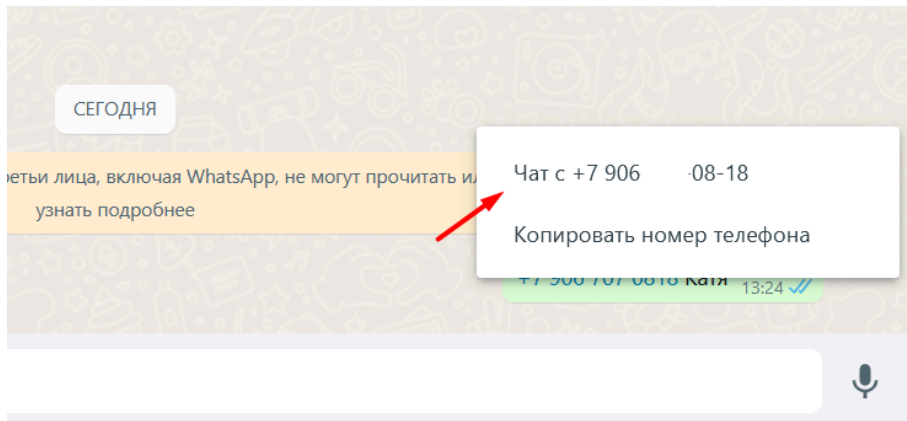 СЕГОДНЯ
ретьи лица, включая WhatsApp, не могут прочитать ил
узнать подробнее
Чат с +7 906 -08-18
Копировать номер телефона
Катя 13:24